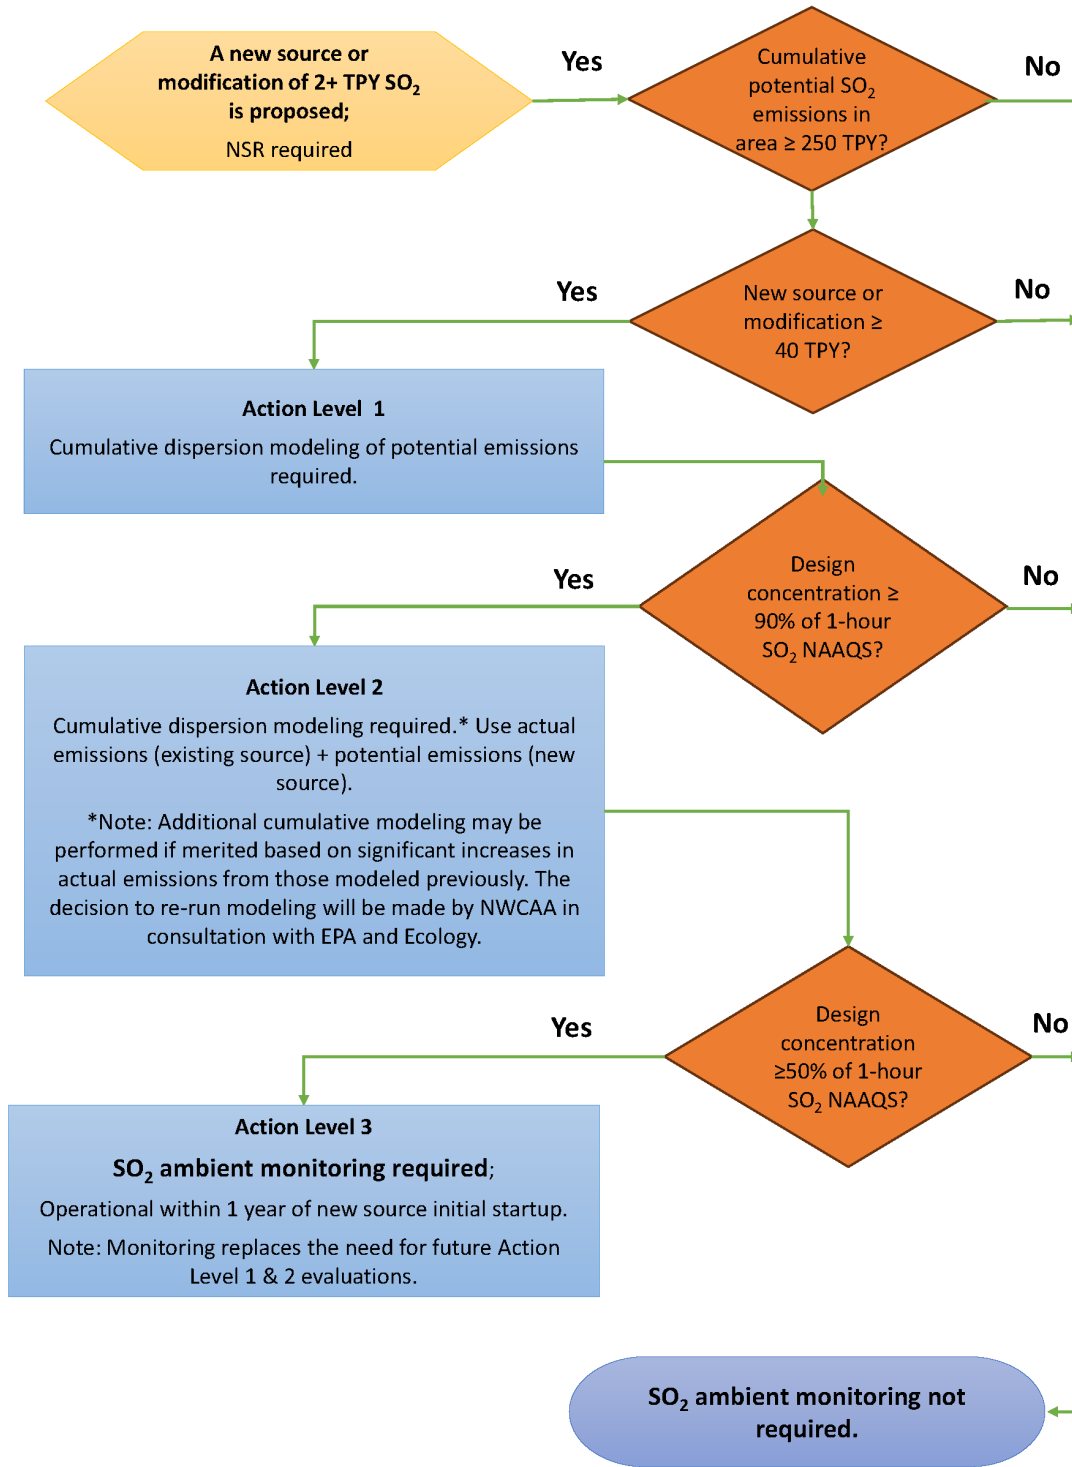 A new source or
modification of 2+ TPY SO₂
is proposed;
NSR required
Yes
Cumulative
potential SO₂
emissions in
area ≥ 250 TPY?
No
Yes
New source or
modification ≥
40 TPY?
No
Action Level 1
Cumulative dispersion modeling of potential emissions
required.
Yes
Design
concentration ≥
90% of 1-hour
SO₂ NAAQS?
No
Action Level 2
Cumulative dispersion modeling required.* Use actual
emissions (existing source) + potential emissions (new
source).
*Note: Additional cumulative modeling may be
performed if merited based on significant increases in
actual emissions from those modeled previously. The
decision to re-run modeling will be made by NWCAA in
consultation with EPA and Ecology.
Yes
Design
concentration
≥50% of 1-hour
SO₂ NAAQS?
No
Action Level 3
SO₂ ambient monitoring required;
Operational within 1 year of new source initial startup.
Note: Monitoring replaces the need for future Action
Level 1 & 2 evaluations.
SO₂ ambient monitoring not
required.